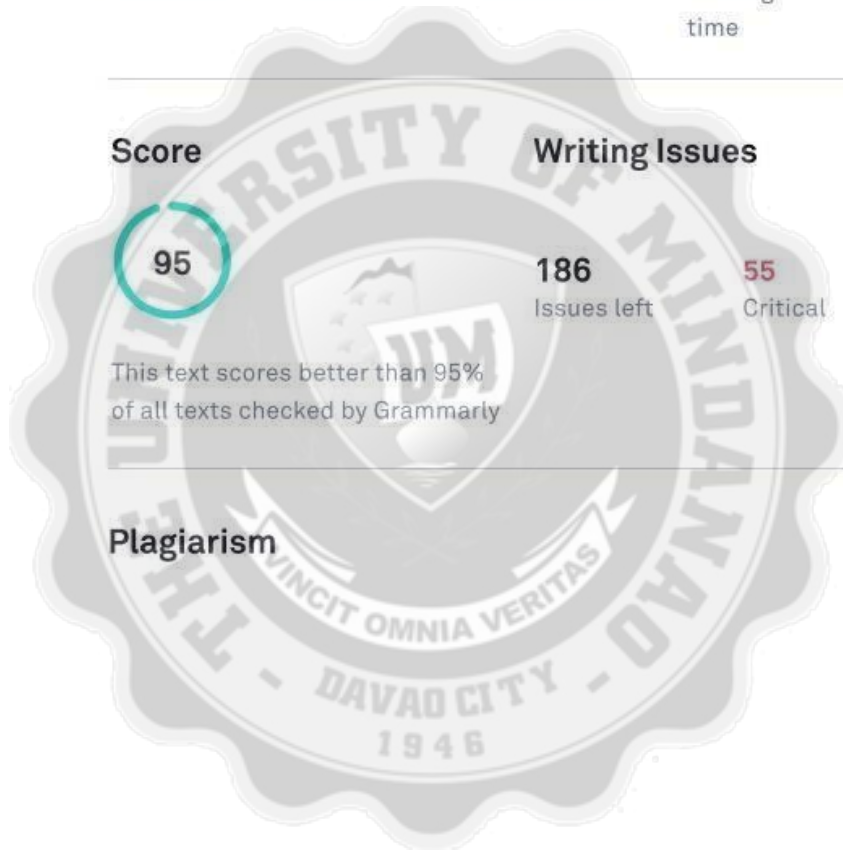 time
Score
Writing Issues
95
186
55
Issues left
Critical
This text scores better than 95%
of all texts checked by Grammarly
Plagiarism
THE UNIVERSITY OF MINDANAO
UM
VINCIT OMNIA VERITAS
- DAVAO CITY -
1946